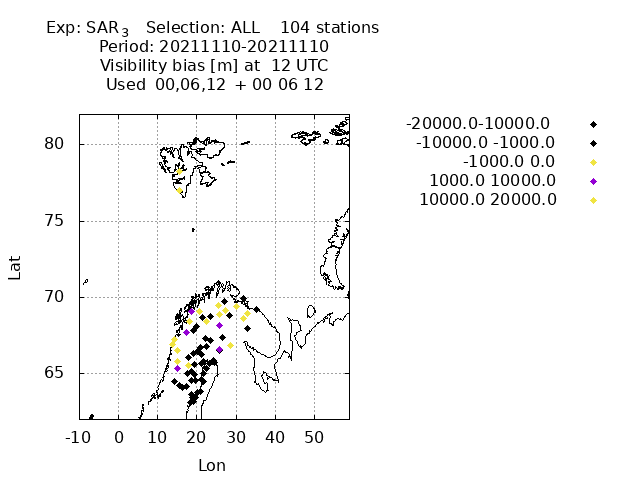 Exp: SAR3 Selection: ALL 104 stations
Period: 20211110-20211110
Visibility bias [m] at 12 UTC
Used 00,06,12 + 00 06 12
-20000.0-10000.0
-10000.0 -1000.0
-1000.0 0.0
1000.0 10000.0
10000.0 20000.0
80
75
70
65
Lat
-10 0 10 20 30 40 50
Lon